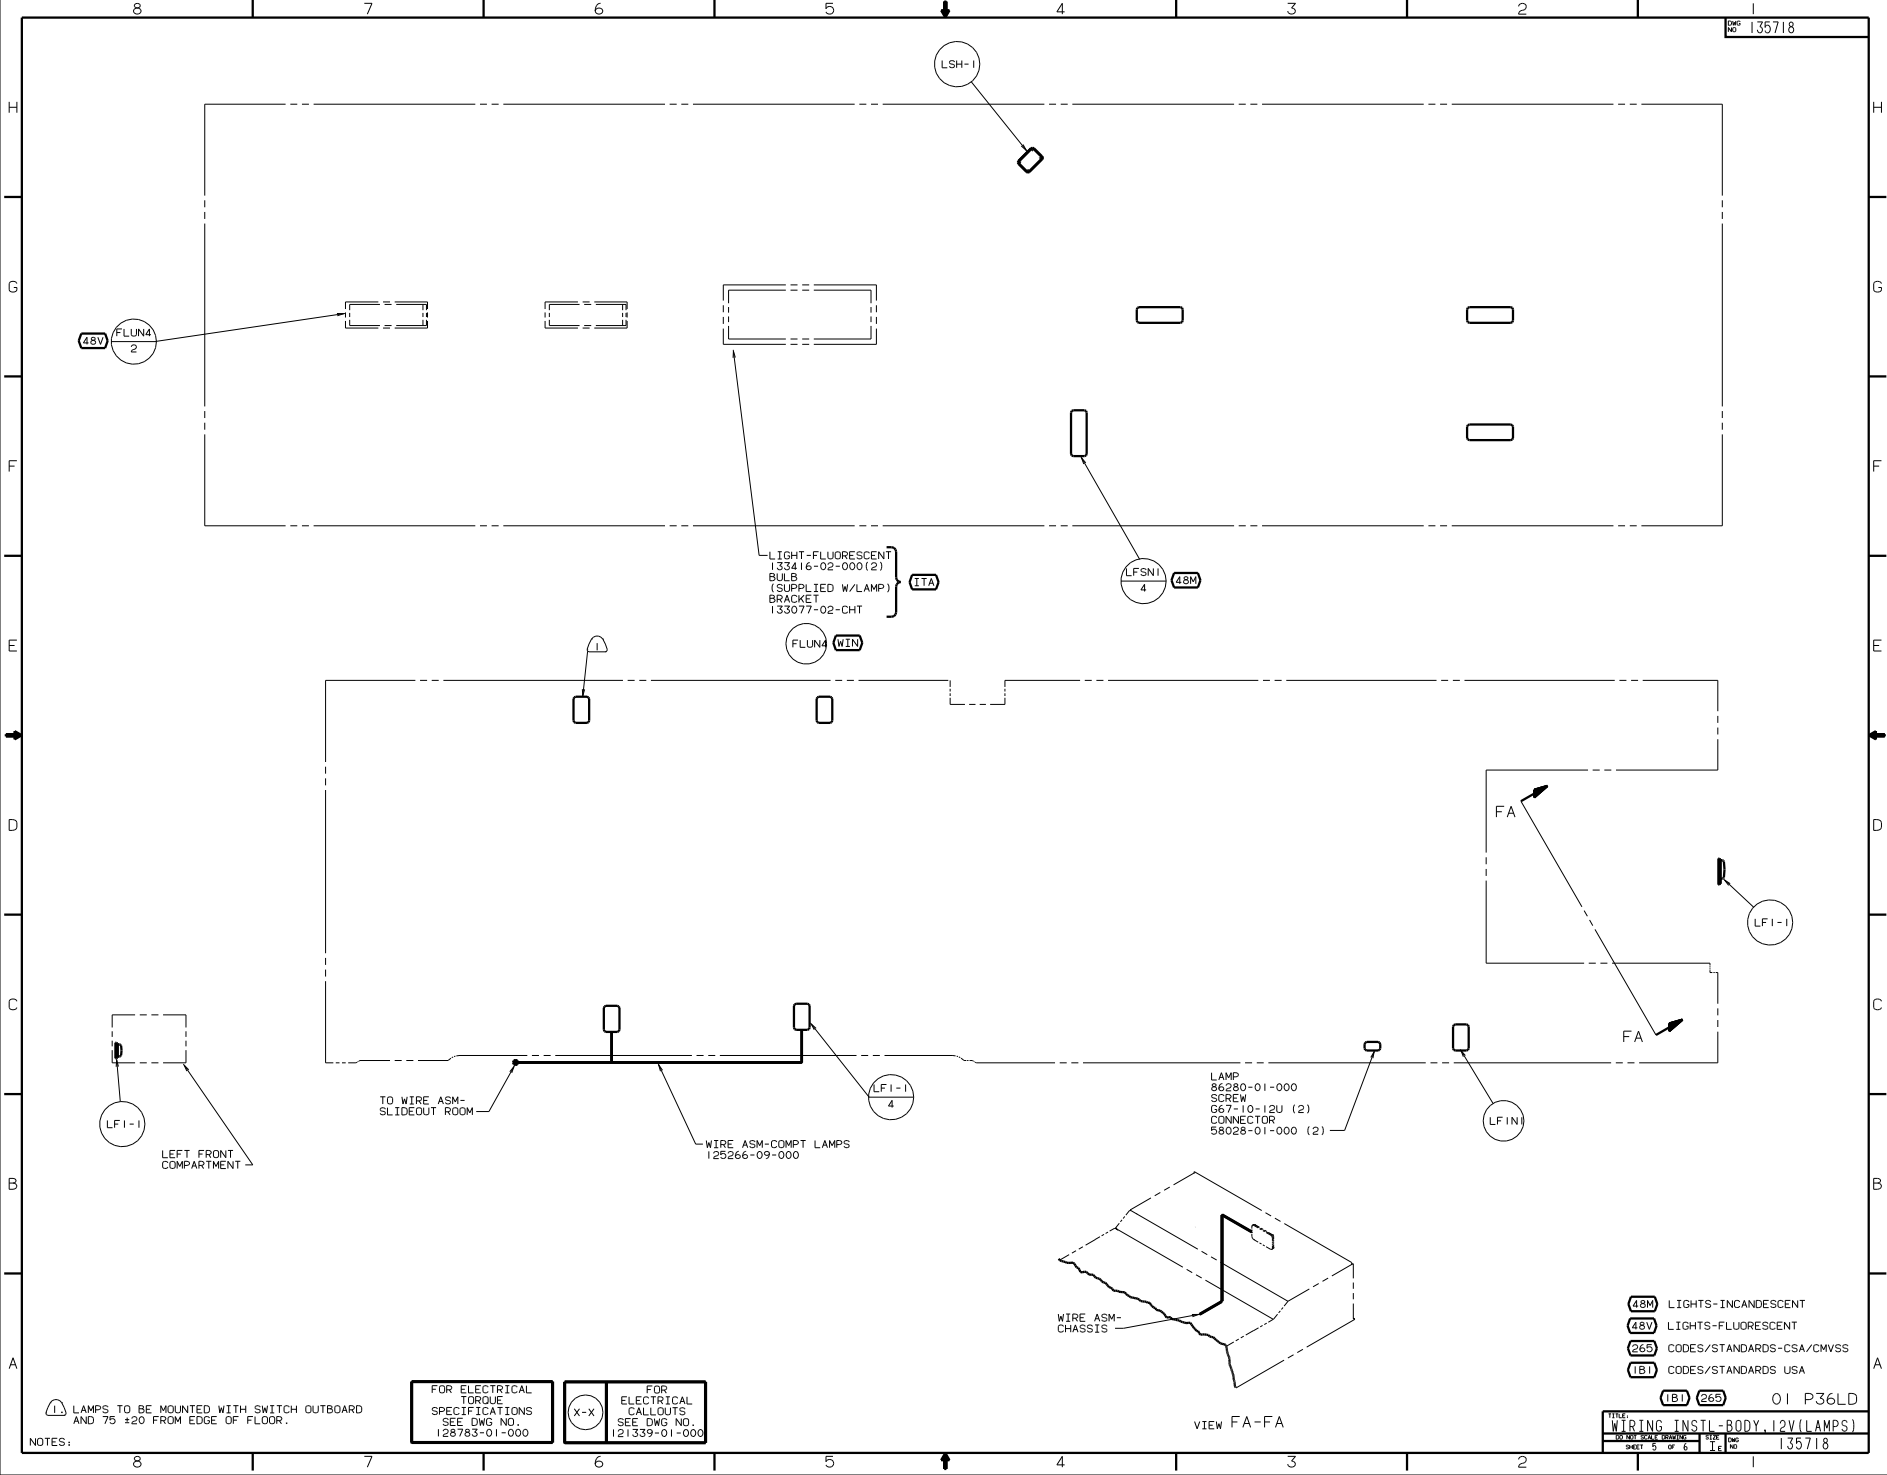 8 7 6 5 4 3 2 1
DWG NO 135718
LSH-1
H H
G G
48V FLUN4 2
F F
LIGHT-FLUORESCENT
133416-02-000(2)
BULB
(SUPPLIED W/LAMP)
BRACKET
133077-02-CHT
ITA
LFSN1 4 48M
FLUN4 WIN
1
E E
D D
FA
LF1-1
C C
FA
LF1-1
LEFT FRONT
COMPARTMENT
TO WIRE ASM-
SLIDEOUT ROOM
LF1-1 4
WIRE ASM-COMPT LAMPS
125266-09-000
LAMP
86280-01-000
SCREW
G67-10-12U (2)
CONNECTOR
58028-01-000 (2)
LF1N1
B B
WIRE ASM-
CHASSIS
VIEW FA-FA
A A
48M LIGHTS-INCANDESCENT
48V LIGHTS-FLUORESCENT
265 CODES/STANDARDS-CSA/CMVSS
1B1 CODES/STANDARDS USA
1B1 265 01 P36LD
1. LAMPS TO BE MOUNTED WITH SWITCH OUTBOARD
AND 75 ±20 FROM EDGE OF FLOOR.
NOTES:
FOR ELECTRICAL
TORQUE
SPECIFICATIONS
SEE DWG NO.
128783-01-000
X-X
FOR
ELECTRICAL
CALLOUTS
SEE DWG NO.
121339-01-000
TITLE:
WIRING INSTL-BODY,12V(LAMPS)
DO NOT SCALE DRAWING
SHEET 5 OF 6
SIZE E
DWG NO 135718
8 7 6 5 4 3 2 1